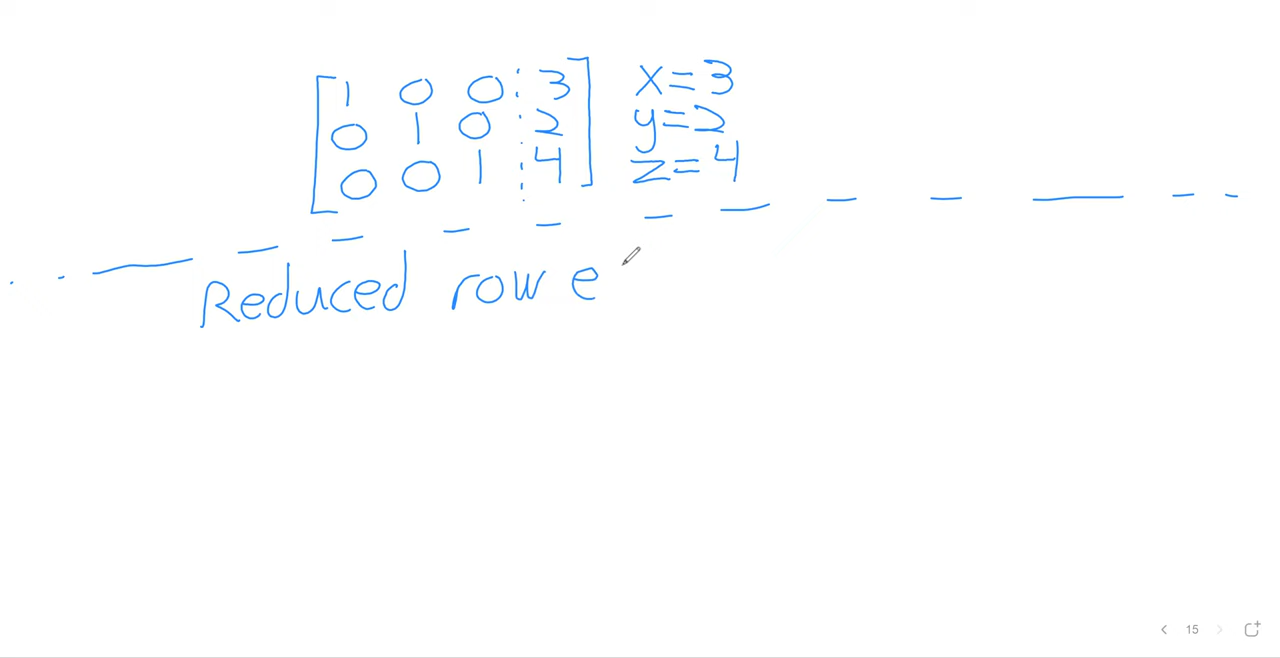 1 0 0 3 x=3
0 1 0 2 y=2
0 0 1 4 z=4
Reduced row e
15